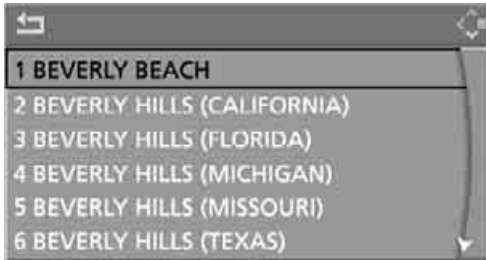 1 BEVERLY BEACH
2 BEVERLY HILLS (CALIFORNIA)
3 BEVERLY HILLS (FLORIDA)
4 BEVERLY HILLS (MICHIGAN)
5 BEVERLY HILLS (MISSOURI)
6 BEVERLY HILLS (TEXAS)